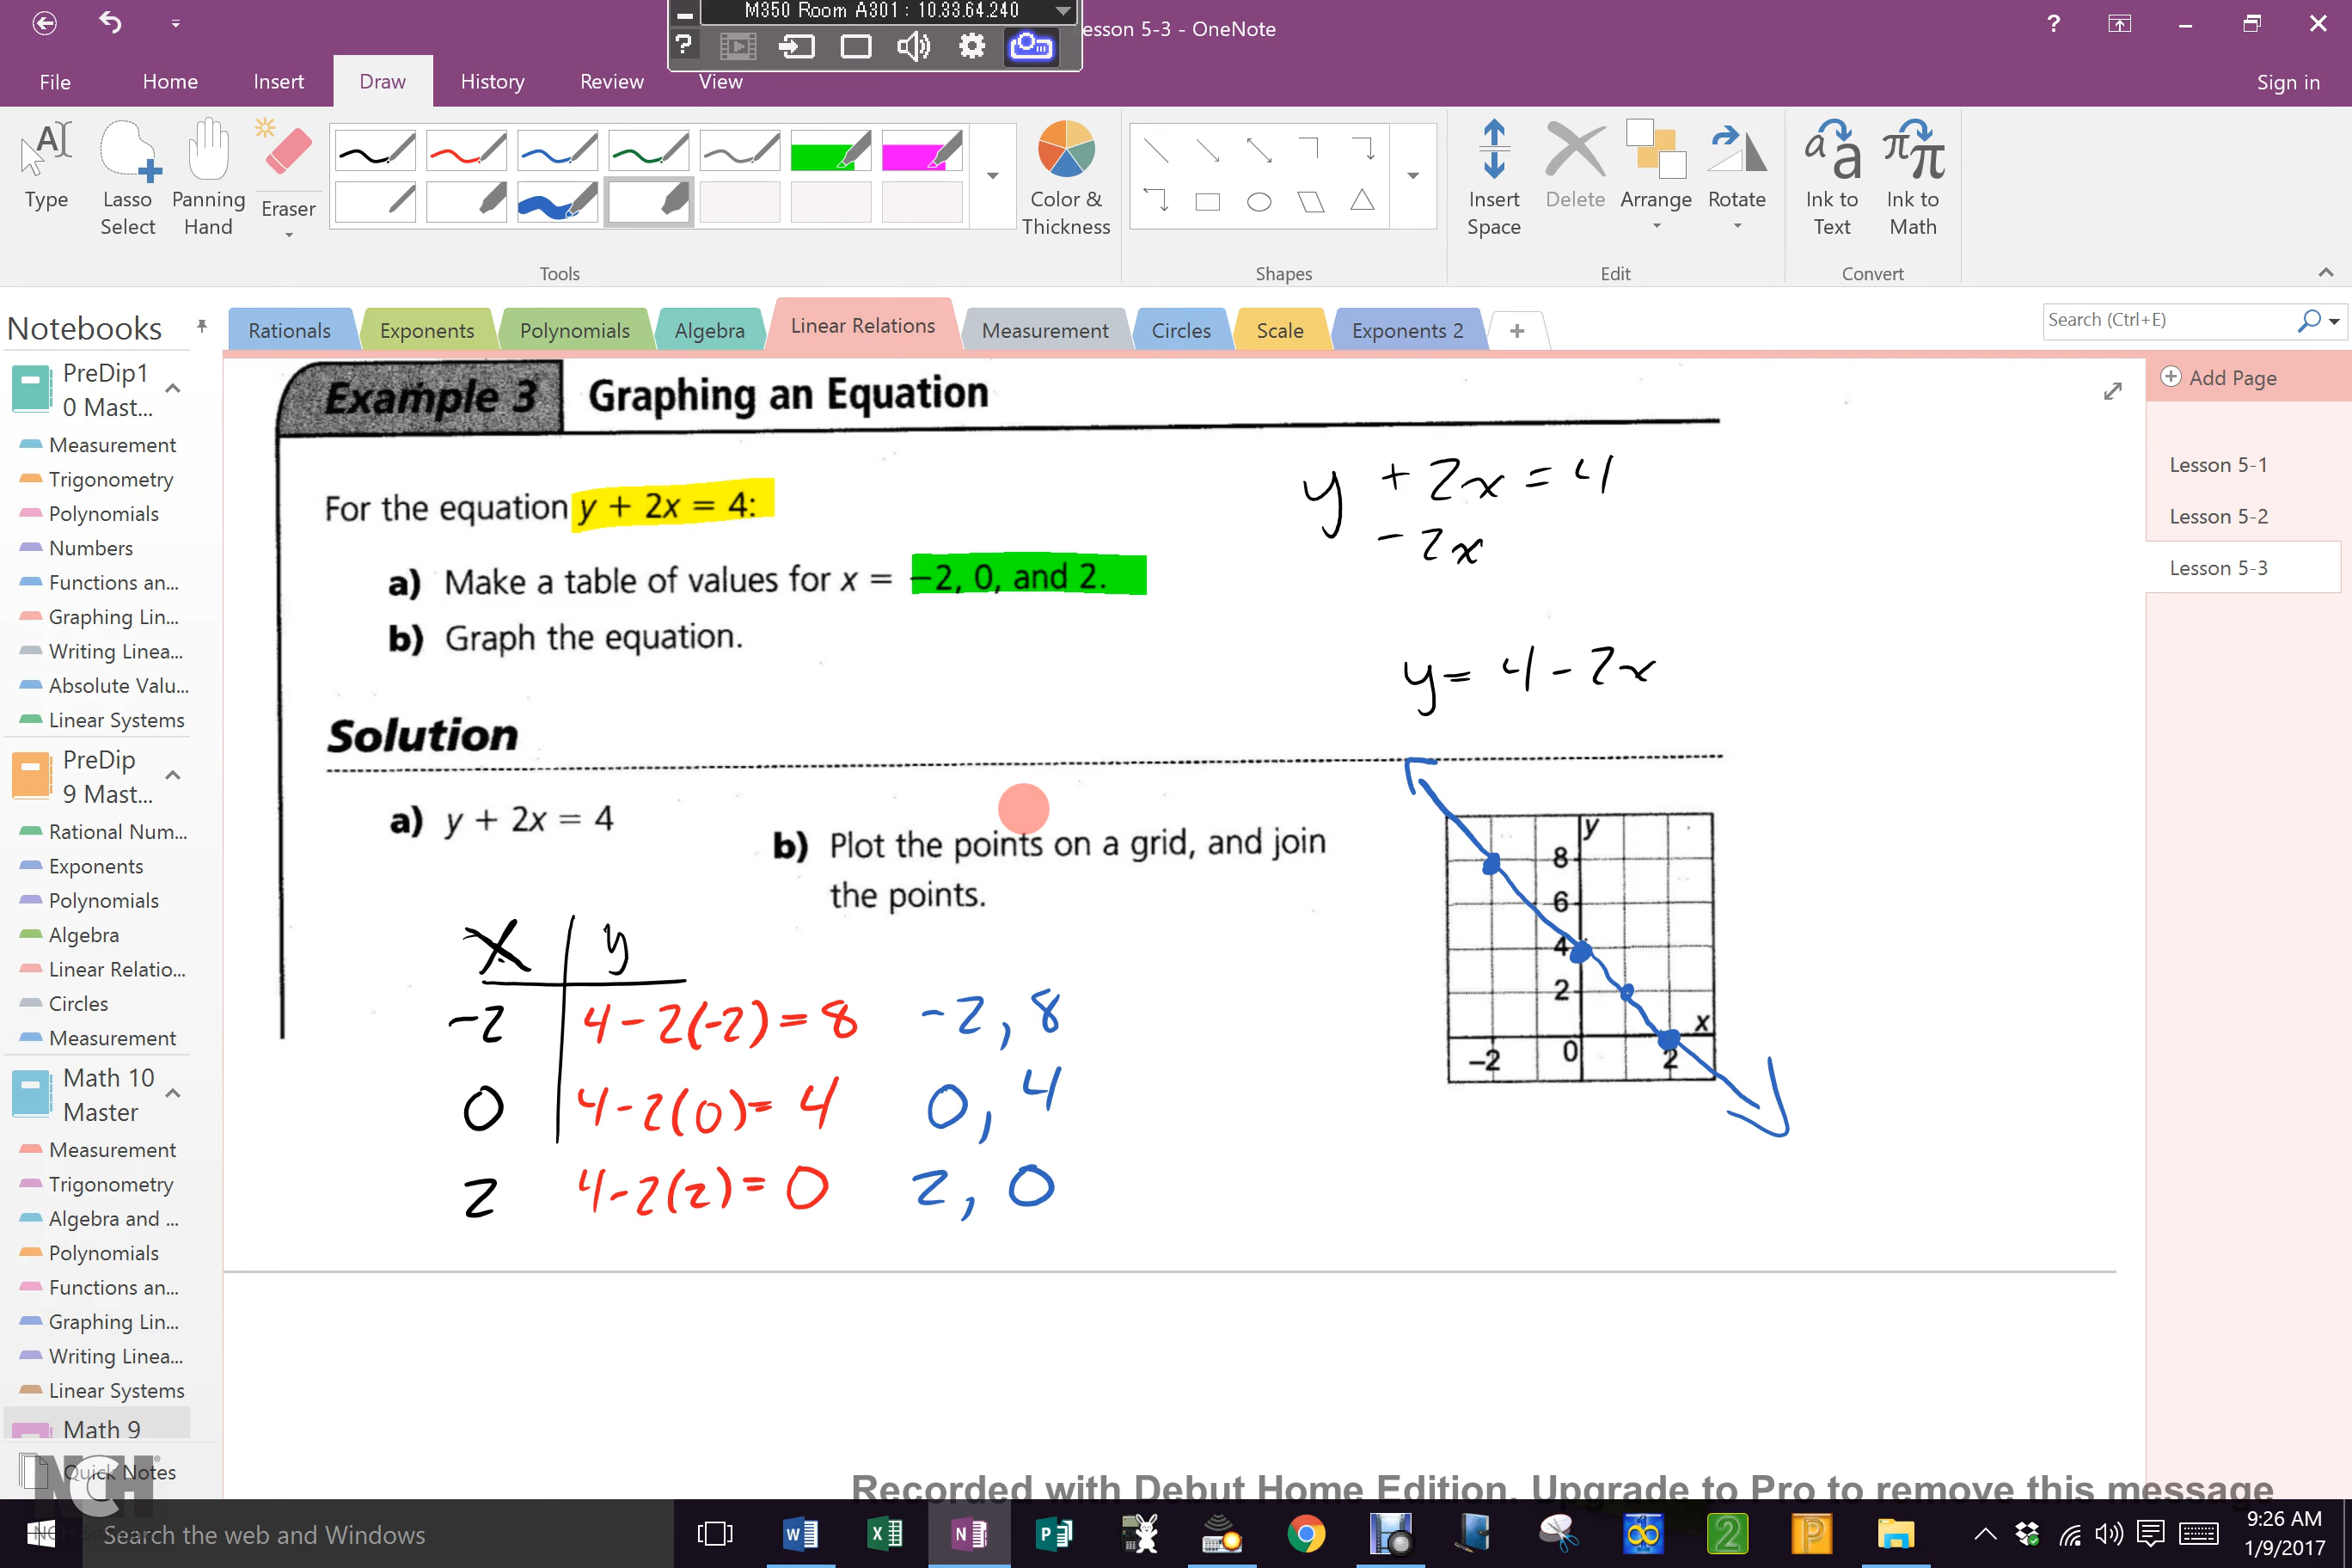 M350 Room A301 : 10.33.64.240
esson 5-3 - OneNote
File Home Insert Draw History Review View Sign in
Type
Lasso Select
Panning Hand
Eraser
Color & Thickness
Insert Space
Delete
Arrange
Rotate
Ink to Text
Ink to Math
Tools Shapes Edit Convert
Notebooks
Rationals Exponents Polynomials Algebra Linear Relations Measurement Circles Scale Exponents 2 +
Search (Ctrl+E)
PreDip1
0 Mast...
Measurement
Trigonometry
Polynomials
Numbers
Functions an...
Graphing Lin...
Writing Linea...
Absolute Valu...
Linear Systems
PreDip
9 Mast...
Rational Num...
Exponents
Polynomials
Algebra
Linear Relatio...
Circles
Measurement
Math 10
Master
Measurement
Trigonometry
Algebra and ...
Polynomials
Functions an...
Graphing Lin...
Writing Linea...
Linear Systems
Math 9
Quick Notes
NCH
Example 3 Graphing an Equation
For the equation y + 2x = 4:
a) Make a table of values for x = −2, 0, and 2.
b) Graph the equation.
y + 2x = 4
- 2x
y = 4 - 2x
Solution
a) y + 2x = 4
b) Plot the points on a grid, and join
the points.
x y
-2 4-2(-2) = 8 -2, 8
0 4-2(0) = 4 0, 4
2 4-2(2) = 0 2, 0
y
8
6
4
2
x
−2 0 2
Add Page
Lesson 5-1
Lesson 5-2
Lesson 5-3
Recorded with Debut Home Edition. Upgrade to Pro to remove this message
Search the web and Windows
9:26 AM
1/9/2017